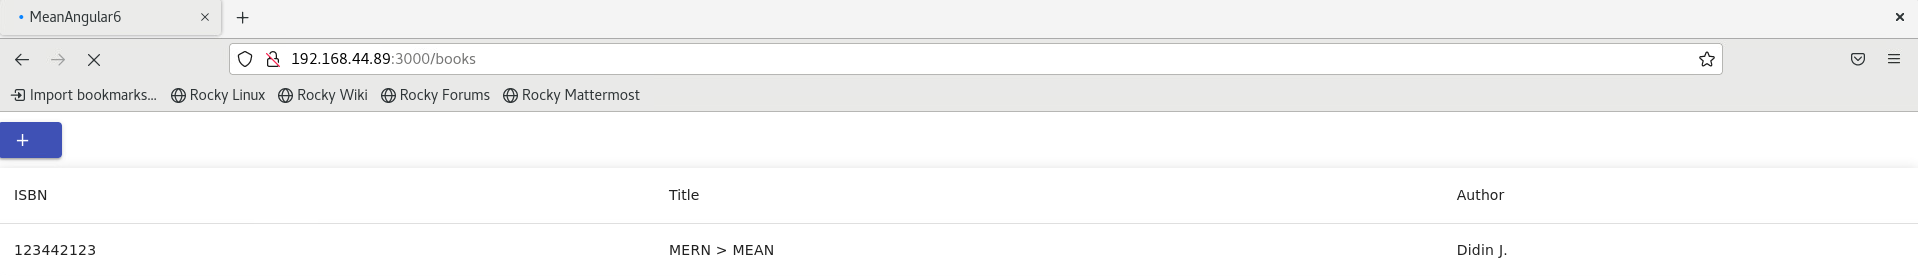 MeanAngular6
192.168.44.89:3000/books
Import bookmarks... Rocky Linux Rocky Wiki Rocky Forums Rocky Mattermost
+
ISBN Title Author
123442123 MERN > MEAN Didin J.